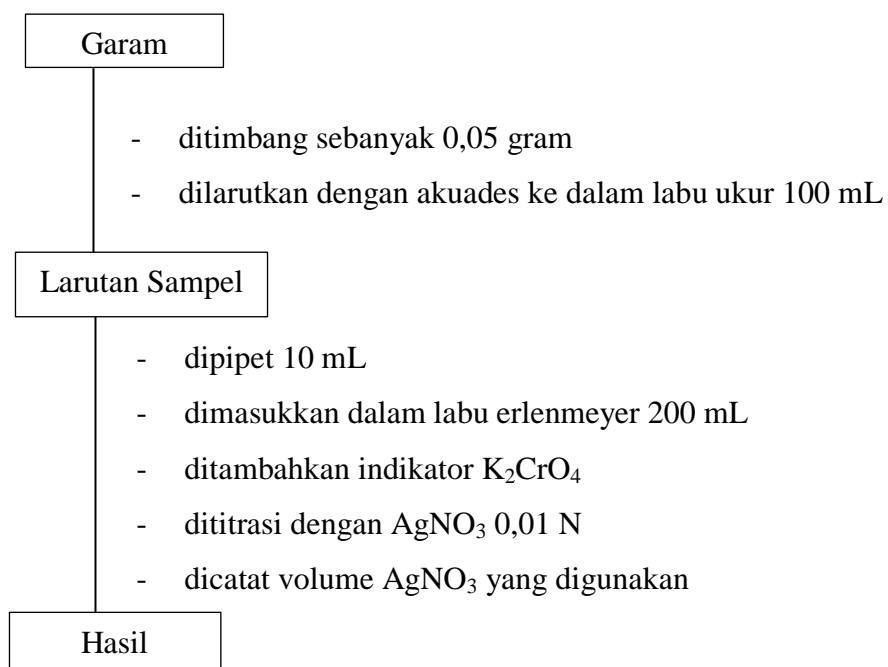 Garam
- ditimbang sebanyak 0,05 gram
- dilarutkan dengan akuades ke dalam labu ukur 100 mL
Larutan Sampel
- dipipet 10 mL
- dimasukkan dalam labu erlenmeyer 200 mL
- ditambahkan indikator K₂CrO₄
- dititrasi dengan AgNO₃ 0,01 N
- dicatat volume AgNO₃ yang digunakan
Hasil